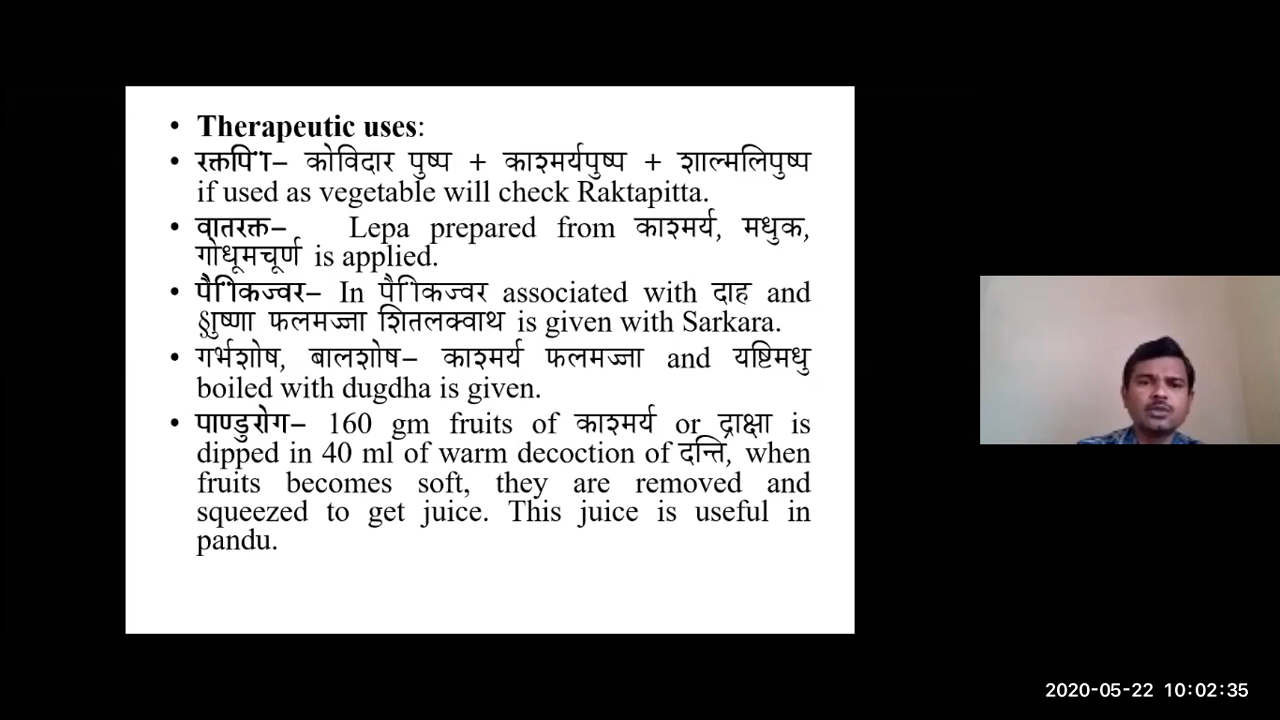 • Therapeutic uses:
• रक्तपित्त– कोविदार पुष्प + काश्मर्यपुष्प + शाल्मलिपुष्प
if used as vegetable will check Raktapitta.
• वातरक्त– Lepa prepared from काश्मर्य, मधुक,
गोधूमचूर्ण is applied.
• In associated with दाह and
फलमज्जा शितलक्वाथ is given with Sarkara.
• गर्भशोष, बालशोष– काश्मर्य फलमज्जा and यष्टिमधु
boiled with dugdha is given.
• पाण्डुरोग– 160 gm fruits of काश्मर्य or द्राक्षा is
dipped in 40 ml of warm decoction of दन्ति, when
fruits becomes soft, they are removed and
squeezed to get juice. This juice is useful in
pandu.
2020-05-22 10:02:35